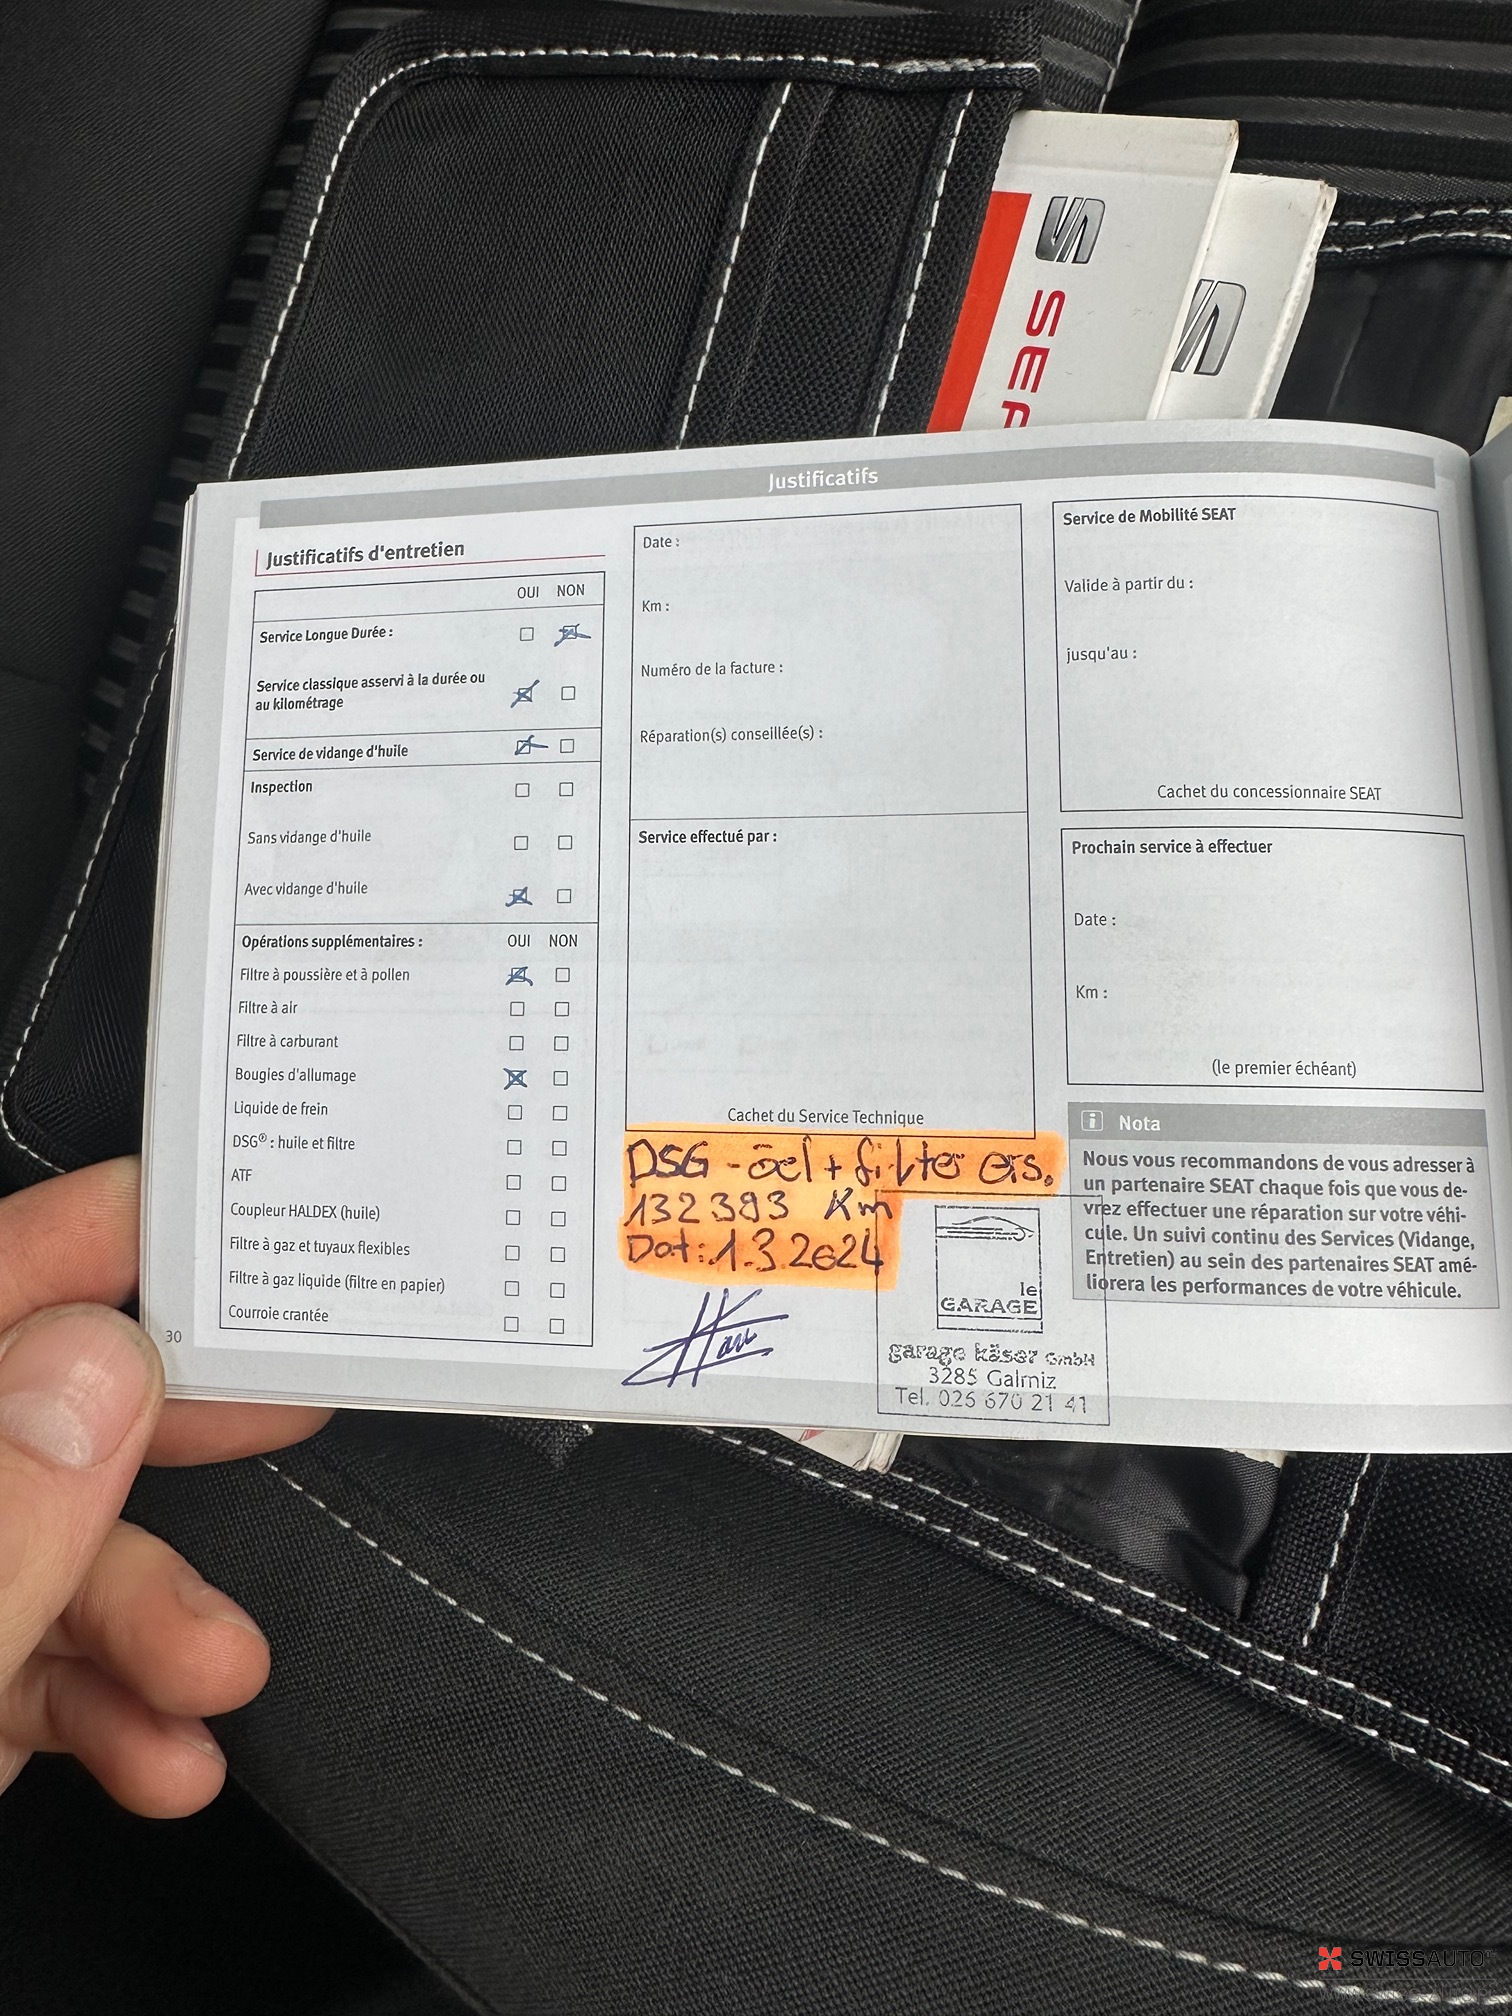 SEAT
Justificatifs
Justificatifs d'entretien
OUI NON
Service Longue Durée :
Service classique asservi à la durée ou
au kilométrage
Service de vidange d'huile
Inspection
Sans vidange d'huile
Avec vidange d'huile
Opérations supplémentaires : OUI NON
Filtre à poussière et à pollen
Filtre à air
Filtre à carburant
Bougies d'allumage
Liquide de frein
DSG® : huile et filtre
ATF
Coupleur HALDEX (huile)
Filtre à gaz et tuyaux flexibles
Filtre à gaz liquide (filtre en papier)
Courroie crantée
30
Date :
Km :
Numéro de la facture :
Réparation(s) conseillée(s) :
Service effectué par :
Cachet du Service Technique
DSG - öel + filter ers.
132393 Km
Dat: 1.3.2024
le
GARAGE
garage käser GmbH
3285 Galmiz
Tel. 026 670 21 41
Service de Mobilité SEAT
Valide à partir du :
jusqu'au :
Cachet du concessionnaire SEAT
Prochain service à effectuer
Date :
Km :
(le premier échéant)
i Nota
Nous vous recommandons de vous adresser à
un partenaire SEAT chaque fois que vous de-
vrez effectuer une réparation sur votre véhi-
cule. Un suivi continu des Services (Vidange,
Entretien) au sein des partenaires SEAT amé-
liorera les performances de votre véhicule.
SWISSAUTO